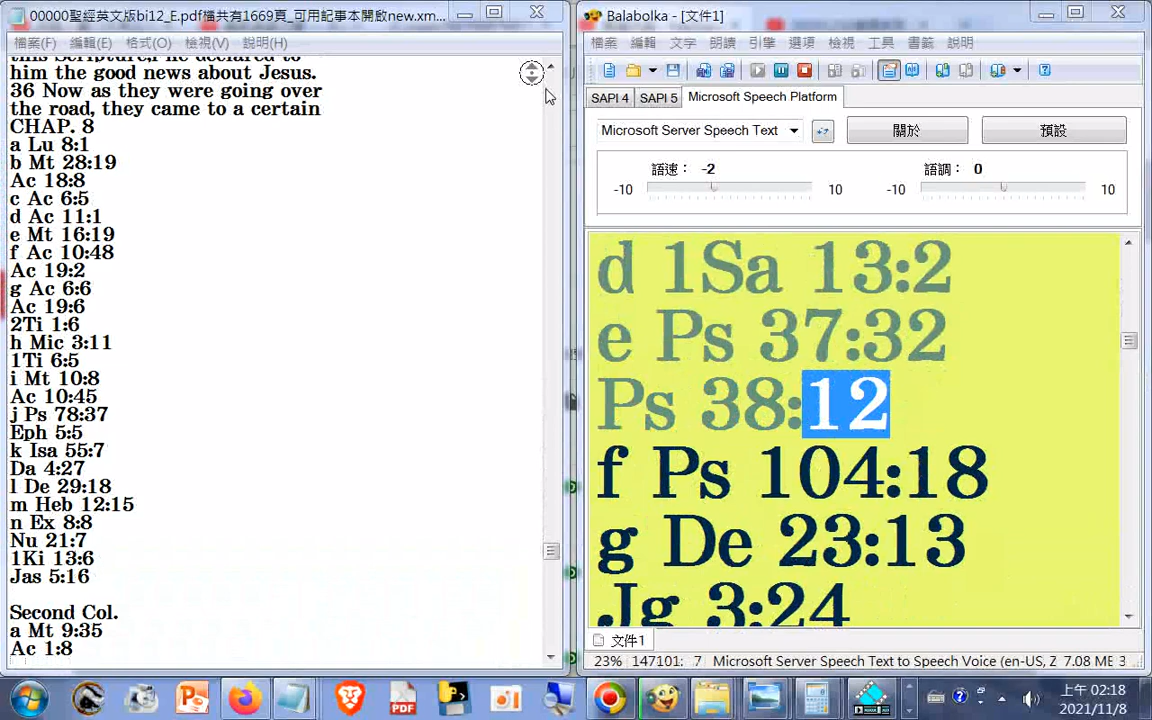 00000聖經英文版bi12_E.pdf檔共有1669頁_可用記事本開啟new.xm...
檔案(F) 編輯(E) 格式(O) 檢視(V) 說明(H)
this Scripture, he declared to
him the good news about Jesus.
36 Now as they were going over
the road, they came to a certain
CHAP. 8
a Lu 8:1
b Mt 28:19
Ac 18:8
c Ac 6:5
d Ac 11:1
e Mt 16:19
f Ac 10:48
Ac 19:2
g Ac 6:6
Ac 19:6
2Ti 1:6
h Mic 3:11
1Ti 6:5
i Mt 10:8
Ac 10:45
j Ps 78:37
Eph 5:5
k Isa 55:7
Da 4:27
l De 29:18
m Heb 12:15
n Ex 8:8
Nu 21:7
1Ki 13:6
Jas 5:16
Second Col.
a Mt 9:35
Ac 1:8
Balabolka - [文件1]
檔案 編輯 文字 朗讀 引擎 選項 檢視 工具 書籤 說明
SAPI 4 SAPI 5 Microsoft Speech Platform
Microsoft Server Speech Text 關於 預設
語速： -2 語調： 0
-10 10 -10 10
d 1Sa 13:2
e Ps 37:32
Ps 38:12
f Ps 104:18
g De 23:13
Jg 3:24
文件1
23% 147101: 7 Microsoft Server Speech Text to Speech Voice (en-US, Z 7.08 MB 3
PDF
上午 02:18
2021/11/8